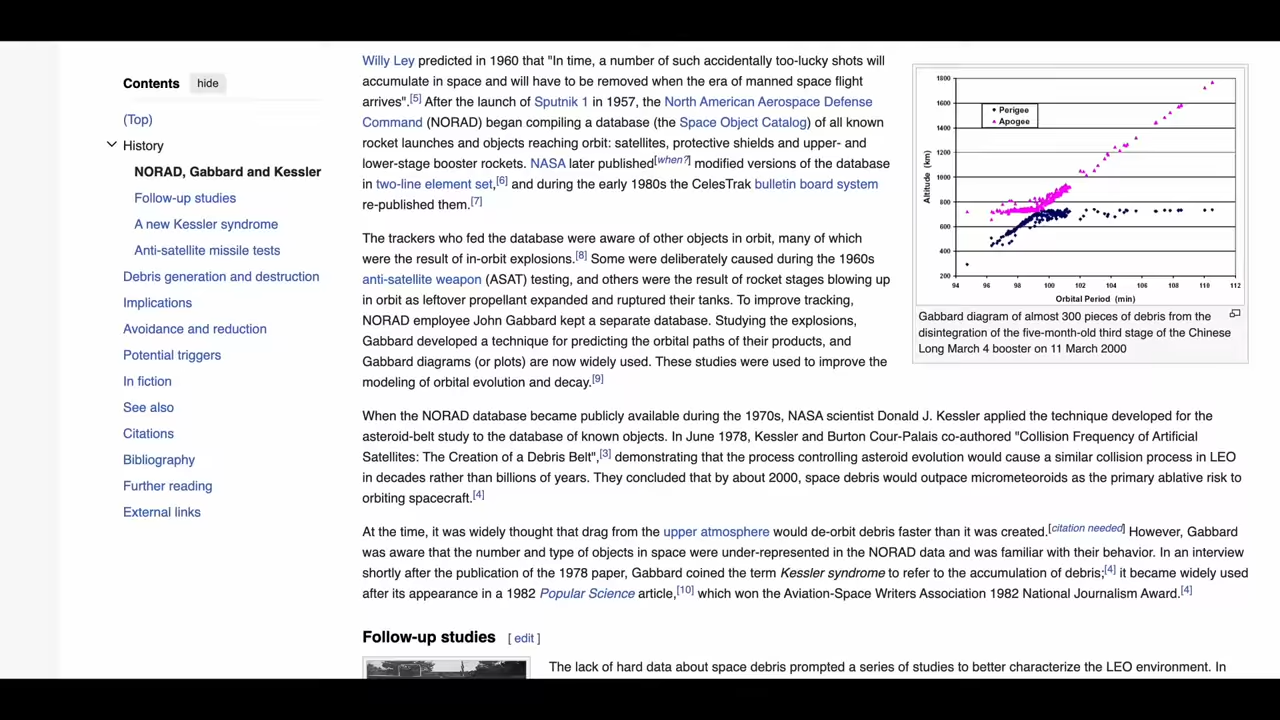 Contents hide
(Top)
History
NORAD, Gabbard and Kessler
Follow-up studies
A new Kessler syndrome
Anti-satellite missile tests
Debris generation and destruction
Implications
Avoidance and reduction
Potential triggers
In fiction
See also
Citations
Bibliography
Further reading
External links
Willy Ley predicted in 1960 that "In time, a number of such accidentally too-lucky shots will
accumulate in space and will have to be removed when the era of manned space flight
arrives".[5] After the launch of Sputnik 1 in 1957, the North American Aerospace Defense
Command (NORAD) began compiling a database (the Space Object Catalog) of all known
rocket launches and objects reaching orbit: satellites, protective shields and upper- and
lower-stage booster rockets. NASA later published[when?] modified versions of the database
in two-line element set,[6] and during the early 1980s the CelesTrak bulletin board system
re-published them.[7]
The trackers who fed the database were aware of other objects in orbit, many of which
were the result of in-orbit explosions.[8] Some were deliberately caused during the 1960s
anti-satellite weapon (ASAT) testing, and others were the result of rocket stages blowing up
in orbit as leftover propellant expanded and ruptured their tanks. To improve tracking,
NORAD employee John Gabbard kept a separate database. Studying the explosions,
Gabbard developed a technique for predicting the orbital paths of their products, and
Gabbard diagrams (or plots) are now widely used. These studies were used to improve the
modeling of orbital evolution and decay.[9]
1800
1600
1400
1200
1000
800
600
400
200
Altitude (km)
Perigee
Apogee
94 96 98 100 102 104 106 108 110 112
Orbital Period (min)
Gabbard diagram of almost 300 pieces of debris from the
disintegration of the five-month-old third stage of the Chinese
Long March 4 booster on 11 March 2000
When the NORAD database became publicly available during the 1970s, NASA scientist Donald J. Kessler applied the technique developed for the
asteroid-belt study to the database of known objects. In June 1978, Kessler and Burton Cour-Palais co-authored "Collision Frequency of Artificial
Satellites: The Creation of a Debris Belt",[3] demonstrating that the process controlling asteroid evolution would cause a similar collision process in LEO
in decades rather than billions of years. They concluded that by about 2000, space debris would outpace micrometeoroids as the primary ablative risk to
orbiting spacecraft.[4]
At the time, it was widely thought that drag from the upper atmosphere would de-orbit debris faster than it was created.[citation needed] However, Gabbard
was aware that the number and type of objects in space were under-represented in the NORAD data and was familiar with their behavior. In an interview
shortly after the publication of the 1978 paper, Gabbard coined the term Kessler syndrome to refer to the accumulation of debris;[4] it became widely used
after its appearance in a 1982 Popular Science article,[10] which won the Aviation-Space Writers Association 1982 National Journalism Award.[4]
Follow-up studies [ edit ]
The lack of hard data about space debris prompted a series of studies to better characterize the LEO environment. In